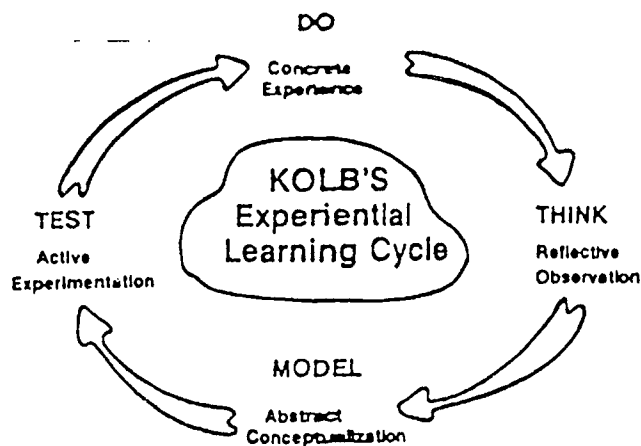 DO
Concrete
Experience
KOLB'S
Experiential
Learning Cycle
TEST
Active
Experimentation
THINK
Reflective
Observation
MODEL
Abstract
Conceptualization